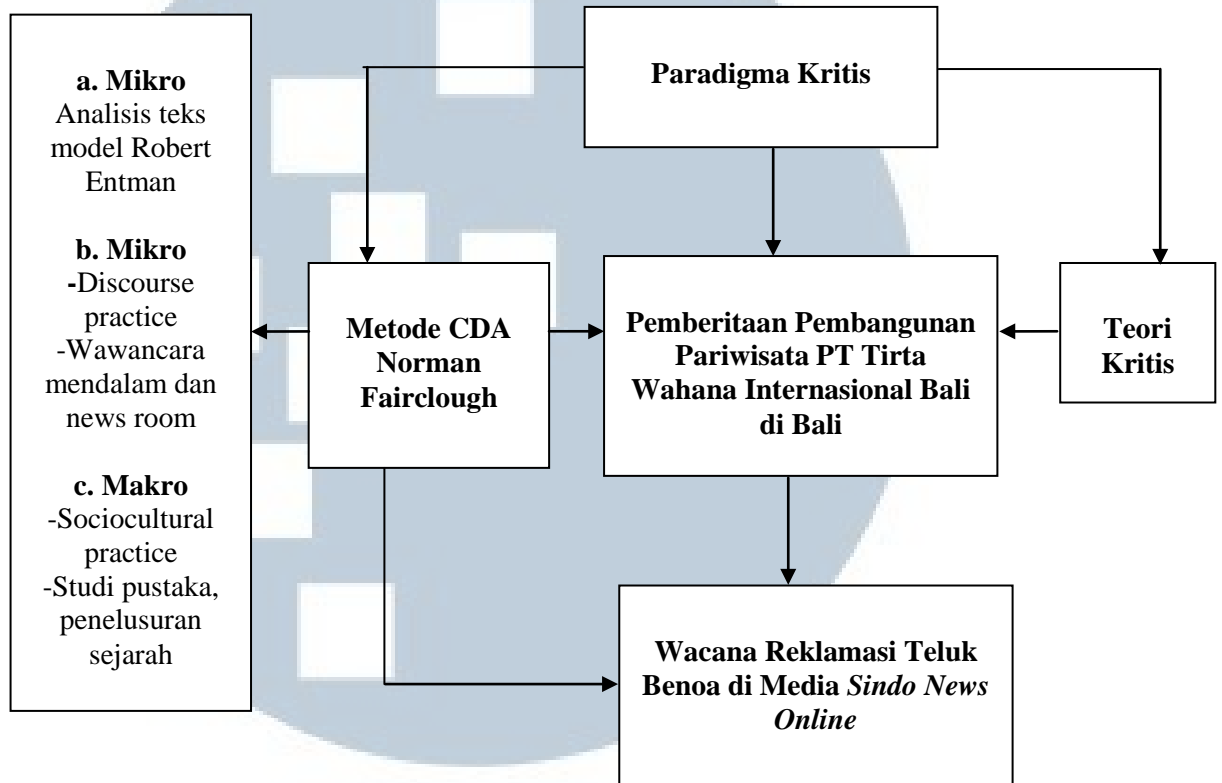 a. Mikro
Analisis teks
model Robert
Entman
b. Mikro
-Discourse
practice
-Wawancara
mendalam dan
news room
c. Makro
-Sociocultural
practice
-Studi pustaka,
penelusuran
sejarah
Paradigma Kritis
Metode CDA
Norman
Fairclough
Pemberitaan Pembangunan
Pariwisata PT Tirta
Wahana Internasional Bali
di Bali
Teori
Kritis
Wacana Reklamasi Teluk
Benoa di Media Sindo News
Online